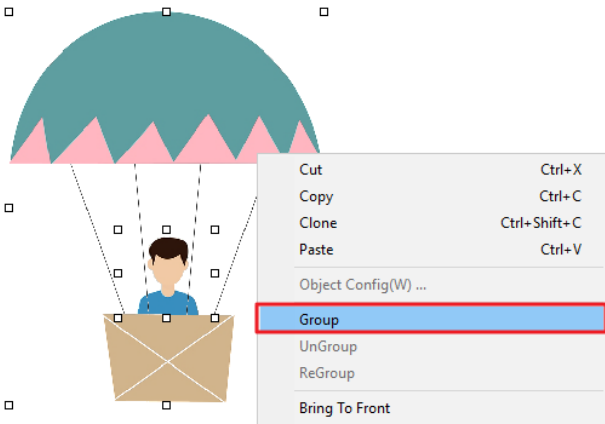 Cut Ctrl+X
Copy Ctrl+C
Clone Ctrl+Shift+C
Paste Ctrl+V
Object Config(W) ...
Group
UnGroup
ReGroup
Bring To Front